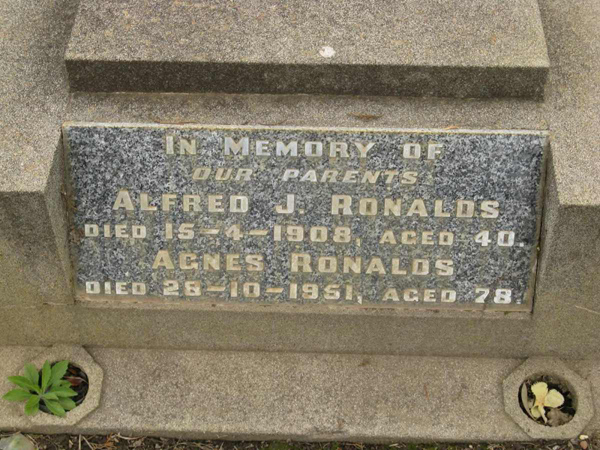 IN MEMORY OF
OUR PARENTS
ALFRED J. RONALDS
DIED 15-4-1908, AGED 40.
AGNES RONALDS
DIED 28-10-1951, AGED 78.